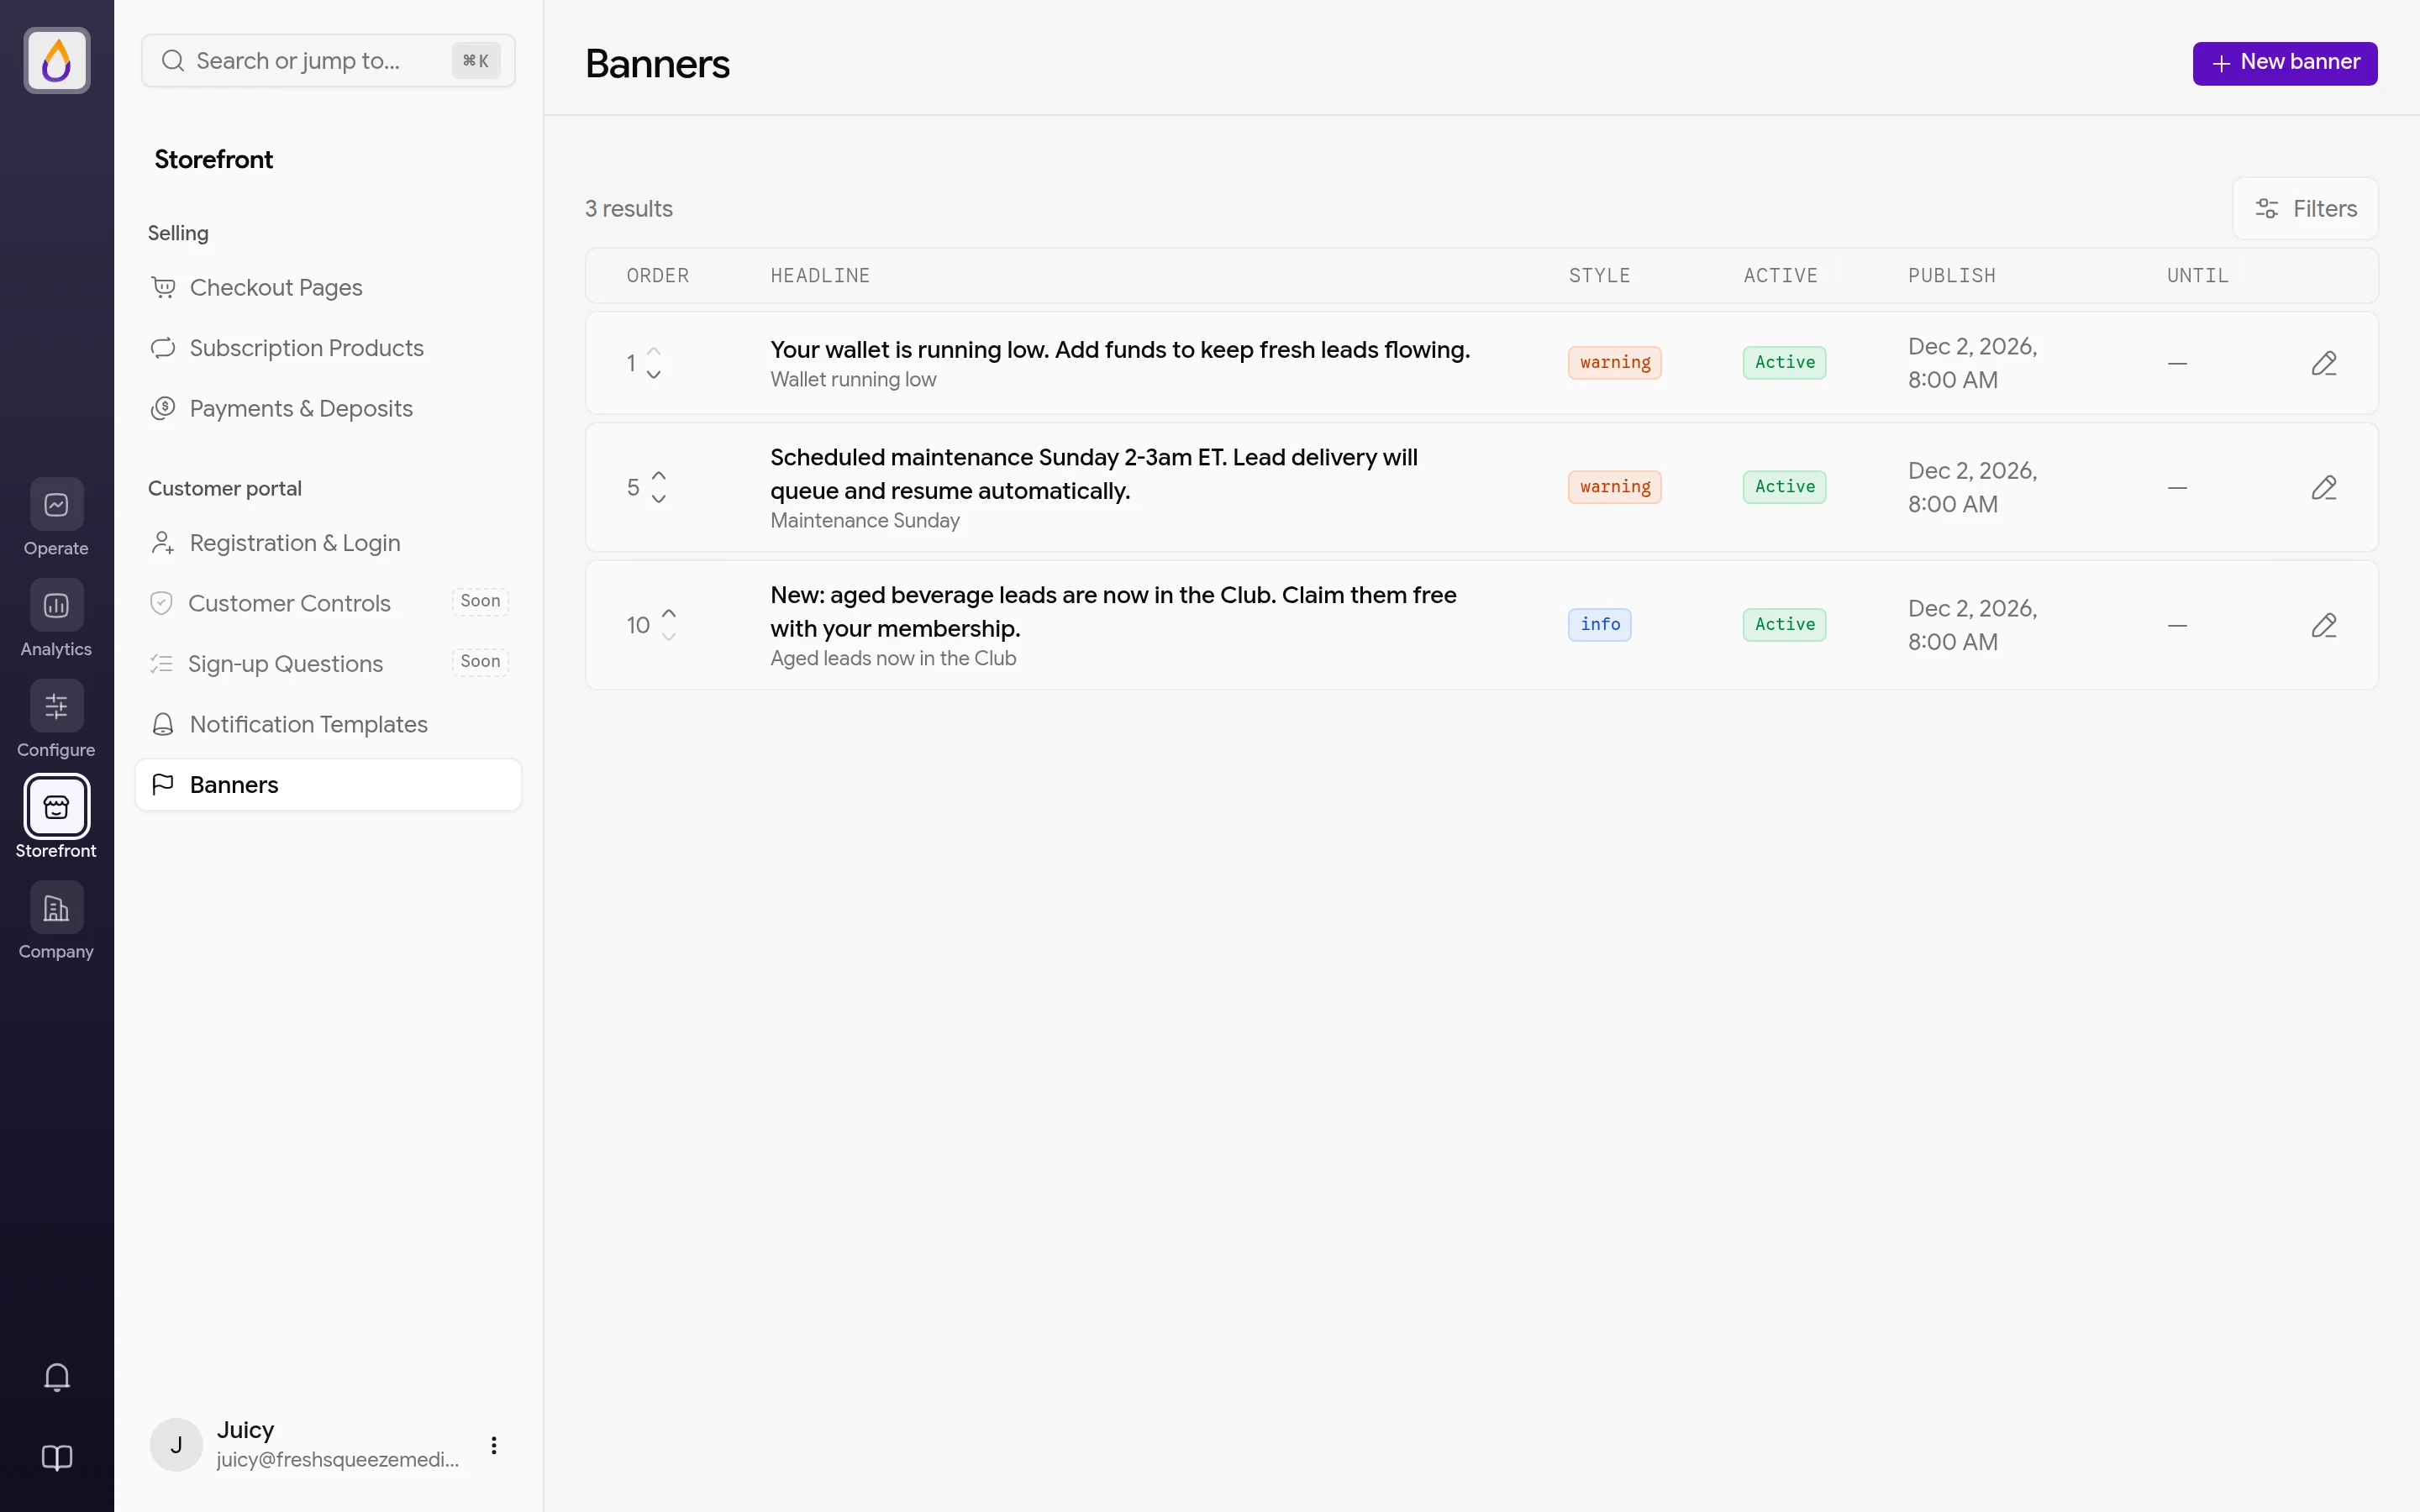 Search or jump to...
⌘K
Storefront
Selling
Checkout Pages
Subscription Products
Payments & Deposits
Customer portal
Registration & Login
Customer Controls
Soon
Sign-up Questions
Soon
Notification Templates
Banners
Operate
Analytics
Configure
Storefront
Company
J
Juicy
juicy@freshsqueezemedi...
Banners
New banner
3 results
Filters
ORDER
HEADLINE
STYLE
ACTIVE
PUBLISH
UNTIL
1
Your wallet is running low. Add funds to keep fresh leads flowing.
Wallet running low
warning
Active
Dec 2, 2026,
8:00 AM
—
5
Scheduled maintenance Sunday 2-3am ET. Lead delivery will
queue and resume automatically.
Maintenance Sunday
warning
Active
Dec 2, 2026,
8:00 AM
—
10
New: aged beverage leads are now in the Club. Claim them free
with your membership.
Aged leads now in the Club
info
Active
Dec 2, 2026,
8:00 AM
—